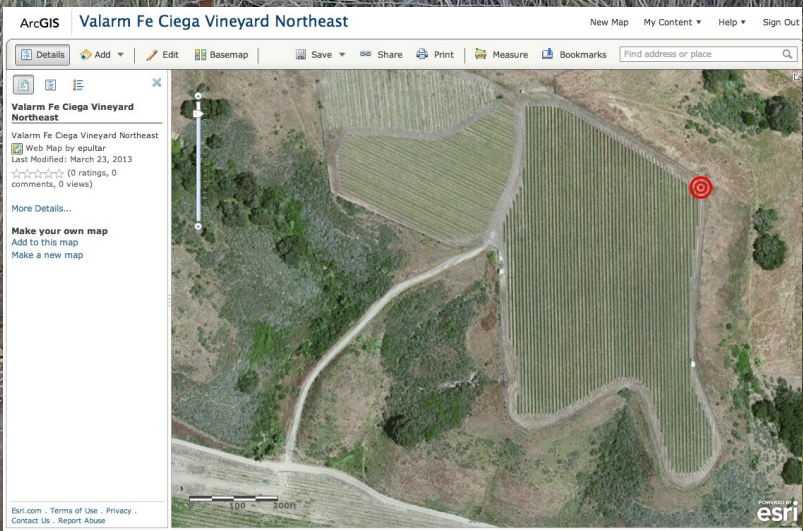 ArcGIS
Valarm Fe Ciega Vineyard Northeast
New Map My Content Help Sign Out
Details Add Edit Basemap Save Share Print Measure Bookmarks Find address or place
Valarm Fe Ciega Vineyard
Northeast
Valarm Fe Ciega Vineyard Northeast
Web Map by epultar
Last Modified: March 23, 2013
(0 ratings, 0
comments, 0 views)
More Details...
Make your own map
Add to this map
Make a new map
Esri.com . Terms of Use . Privacy .
Contact Us . Report Abuse
0 100 200ft
POWERED BY
esri